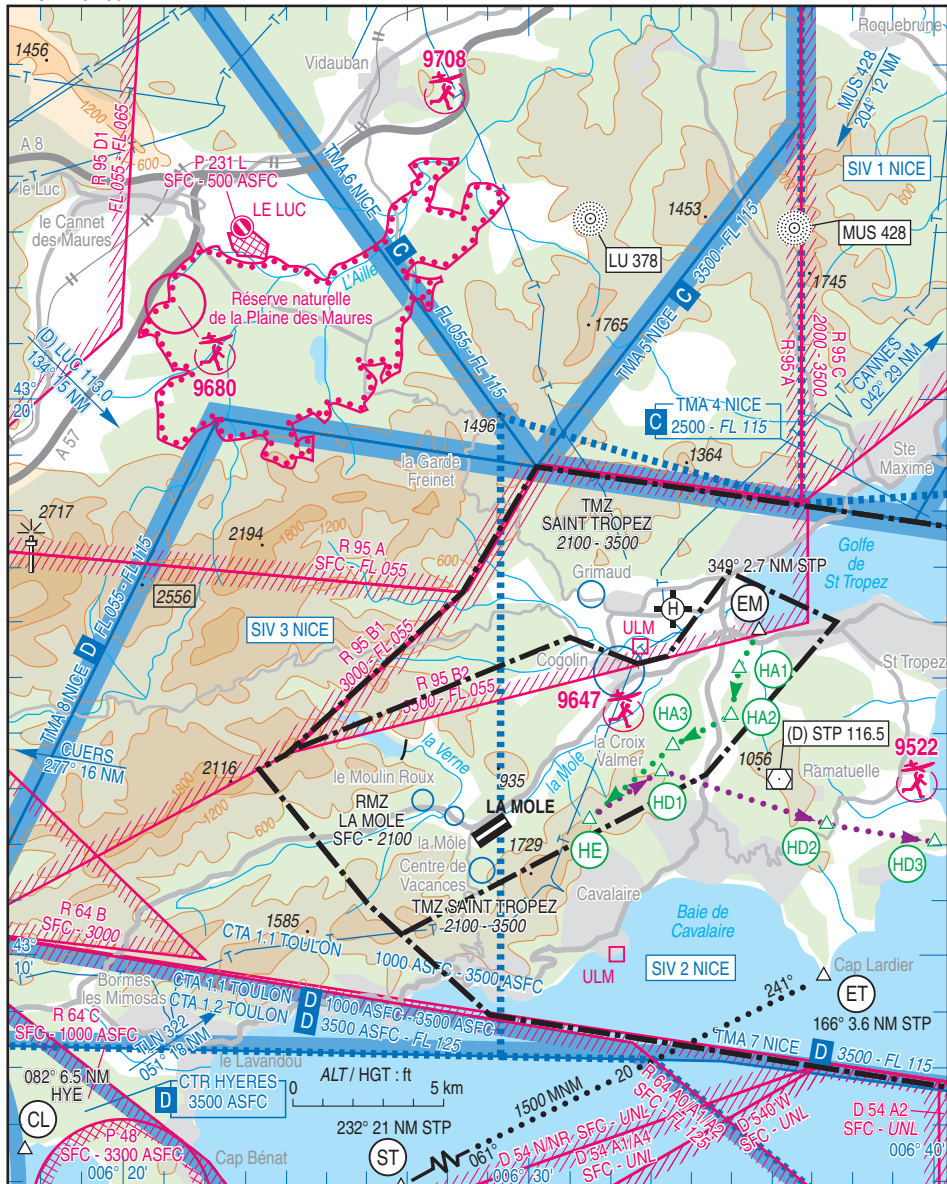 1456
Vidauban
9708
Roquebrune
MUS 428
204° 12 NM
A 8
600
1200
le Luc
R 95 D1
FL 055 - FL 065
P 231 L
SFC - 500 ASFC
LE LUC
TMA 6 NICE
C
FL 055 - FL 115
SIV 1 NICE
600
le Cannet
des Maures
1453
TMA 5 NICE
C
3500 - FL 115
LU 378
MUS 428
L'Aille
1745
Réserve naturelle
de la Plaine des Maures
1765
R 95 A
R 95 C
2000 - 3500
(D) LUC 113.0
134° 15 NM
9680
CANNES
042° 29 NM
43°
20'
A 57
1496
C
TMA 4 NICE
2500 - FL 115
1364
Ste
Maxime
la Garde
Freinet
2717
2194
1800
1200
600
TMZ
SAINT TROPEZ
2100 - 3500
Golfe
de
St Tropez
R 95 A
SFC - FL 055
Grimaud
349° 2.7 NM STP
2556
H
EM
TMA 8 NICE
D
FL 055 - FL 115
SIV 3 NICE
R 95 B1
3000 - FL 055
ULM
Cogolin
HA1
St Tropez
R 95 B2
3500 - FL 055
9647
HA3
HA2
CUERS
277° 16 NM
la Verne
la Croix
Valmer
(D) STP 116.5
9522
2116
1800
1200
600
le Moulin Roux
935
la Mole
1056
Ramatuelle
RMZ
LA MOLE
SFC - 2100
LA MOLE
HD1
la Môle
1729
HE
HD2
HD3
Centre de
Vacances
Cavalaire
TMZ SAINT TROPEZ
2100 - 3500
R 64 B
SFC - 3000
1585
CTA 1.1 TOULON
1000 ASFC - 3500 ASFC
Baie de
Cavalaire
43°
10'
ULM
SIV 2 NICE
Cap Lardier
Bormes
les Mimosas
CTA 1.1 TOULON
D
1000 ASFC - 3500 ASFC
CTA 1.2 TOULON
D
3500 ASFC - FL 125
241°
ET
166° 3.6 NM STP
R 64 C
SFC - 1000 ASFC
TLN 322
051° 18 NM
le Lavandou
TMA 7 NICE
D
3500 - FL 115
082° 6.5 NM
HYE
D
CTR HYERES
3500 ASFC
ALT / HGT : ft
0
5 km
1500 MNM
20
R 64 A0/A1/A2
SFC - FL 125
CL
232° 21 NM STP
D 540 W
SFC - UNL
D 54 A2
SFC - UNL
P 48
SFC - 3300 ASFC
ST
061°
D 54 N/NR - SFC - UNL
D 54 A1/A4
SFC - UNL
Cap Bénat
006° 20'
006° 30'
006° 40'